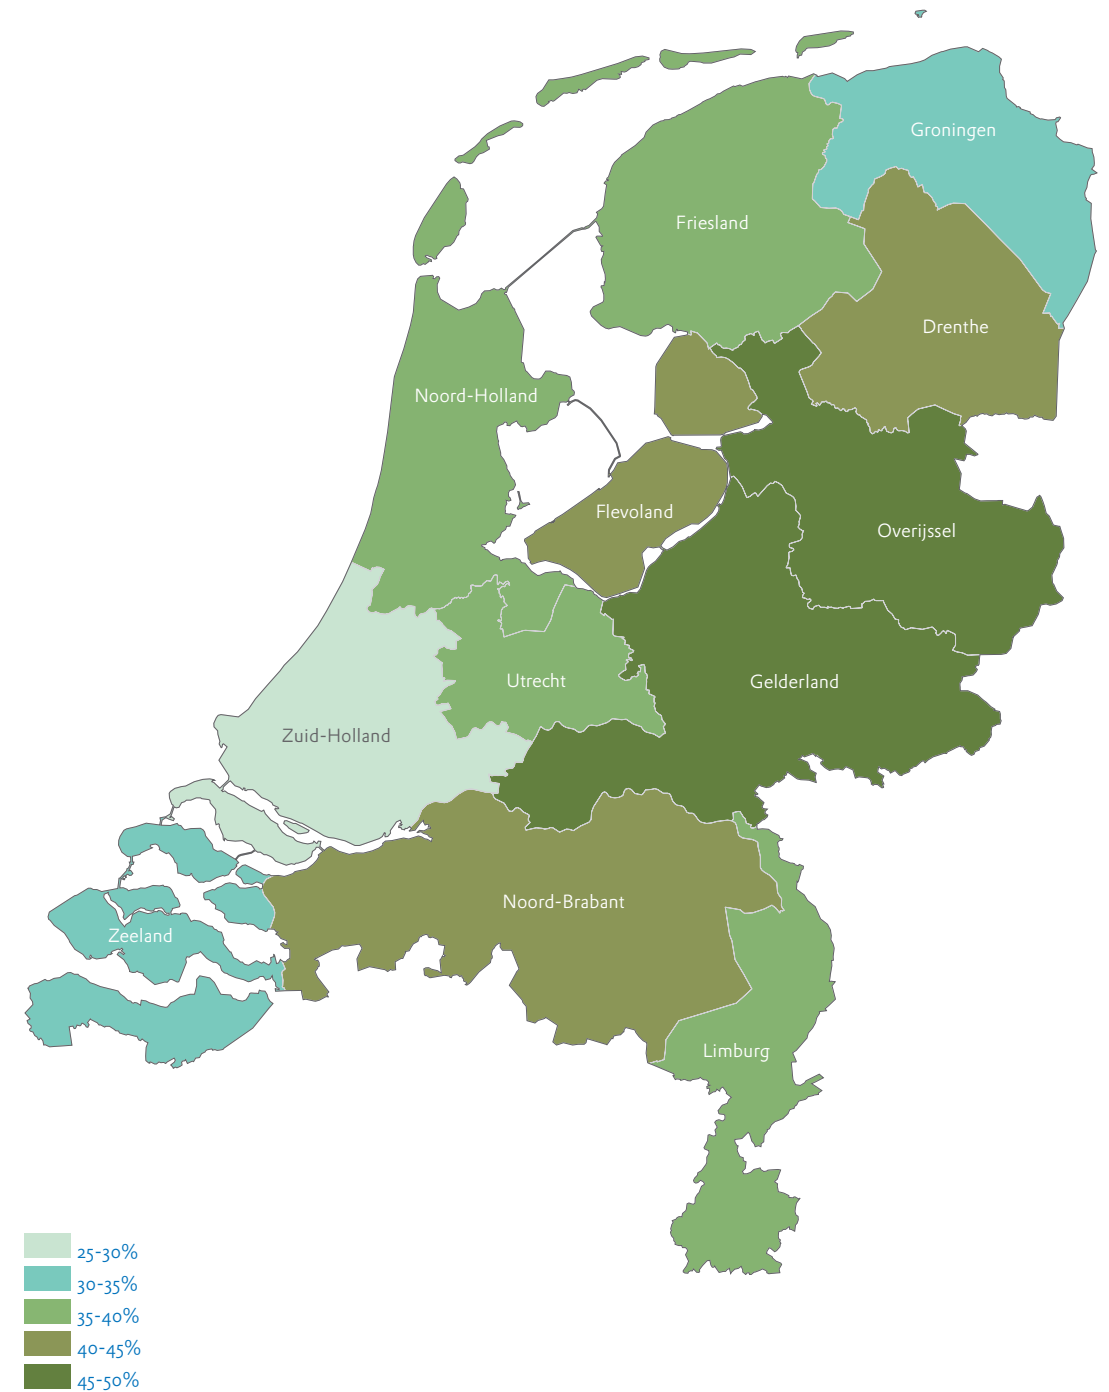 Groningen
Friesland
Drenthe
Noord-Holland
Flevoland
Overijssel
Utrecht
Gelderland
Zuid-Holland
Noord-Brabant
Zeeland
Limburg
25-30%
30-35%
35-40%
40-45%
45-50%